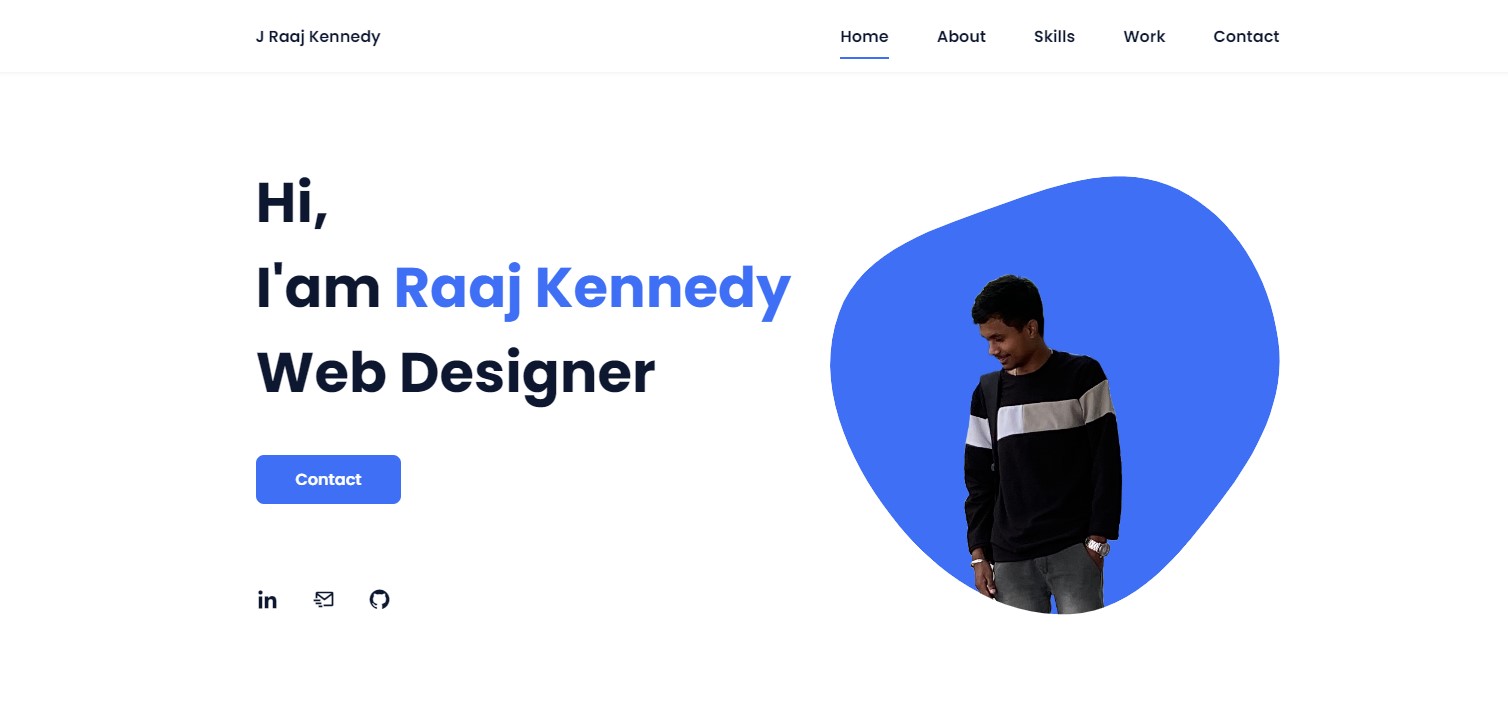 J Raaj Kennedy
Home About Skills Work Contact
Hi,
I'am Raaj Kennedy
Web Designer
Contact
in